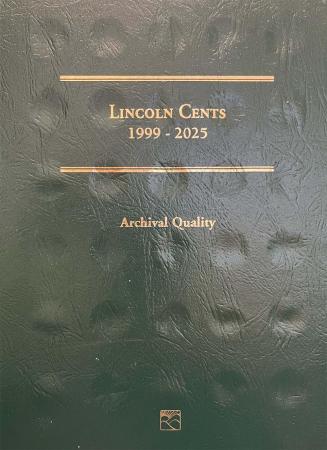 LINCOLN CENTS
1999 - 2025
Archival Quality